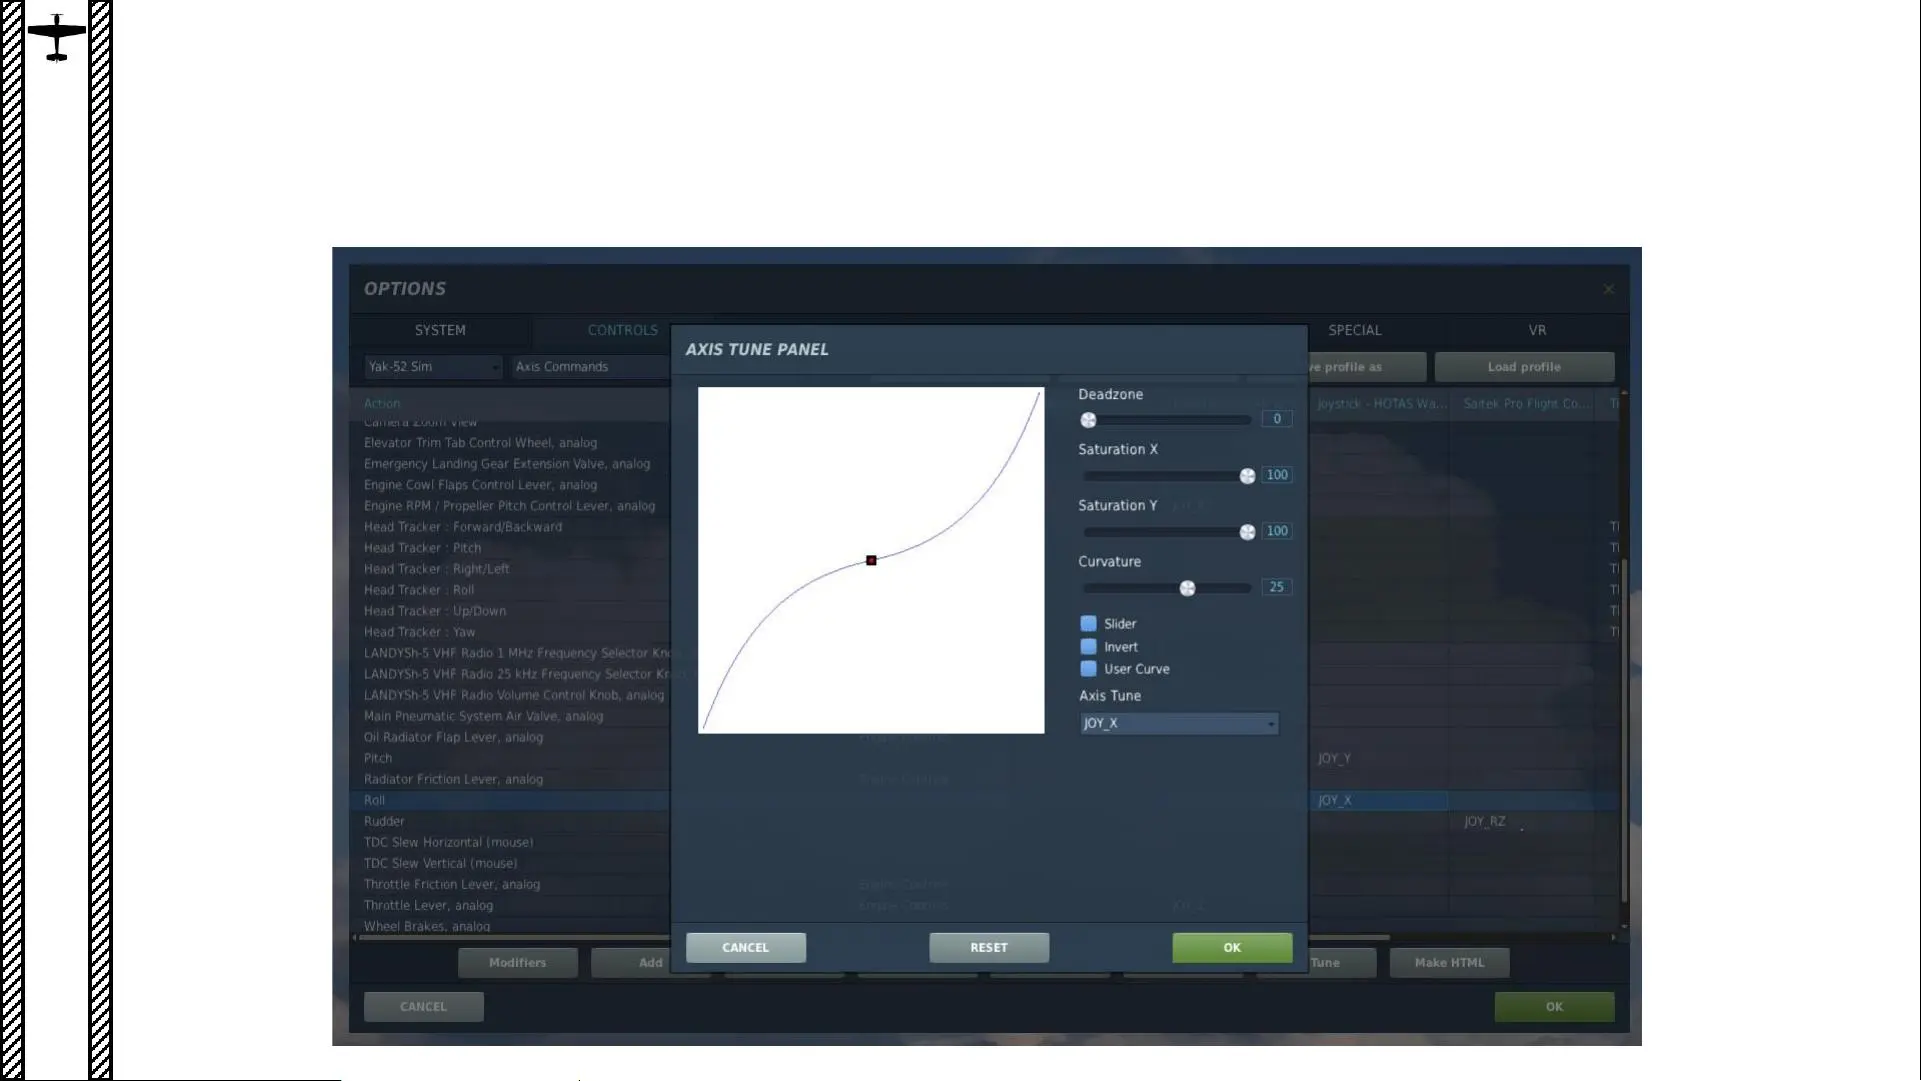 OPTIONS
SYSTEM
CONTROLS
SPECIAL
VR
Yak-52 Sim
Axis Commands
ve profile as
Load profile
AXIS TUNE PANEL
Action
Joystick - HOTAS Wa...
Saitek Pro Flight Co...
Camera Zoom View
Elevator Trim Tab Control Wheel, analog
Emergency Landing Gear Extension Valve, analog
Engine Cowl Flaps Control Lever, analog
Engine RPM / Propeller Pitch Control Lever, analog
Head Tracker : Forward/Backward
Head Tracker : Pitch
Head Tracker : Right/Left
Head Tracker : Roll
Head Tracker : Up/Down
Head Tracker : Yaw
LANDYSh-5 VHF Radio 1 MHz Frequency Selector Kno
LANDYSh-5 VHF Radio 25 kHz Frequency Selector Kn
LANDYSh-5 VHF Radio Volume Control Knob, analog
Main Pneumatic System Air Valve, analog
Oil Radiator Flap Lever, analog
Pitch
JOY_Y
Radiator Friction Lever, analog
Roll
JOY_X
Rudder
JOY_RZ
TDC Slew Horizontal (mouse)
TDC Slew Vertical (mouse)
Throttle Friction Lever, analog
Throttle Lever, analog
Wheel Brakes, analog
Deadzone
0
Saturation X
100
Saturation Y
100
Curvature
25
Slider
Invert
User Curve
Axis Tune
JOY_X
CANCEL
RESET
OK
Modifiers
Add
Tune
Make HTML
CANCEL
OK